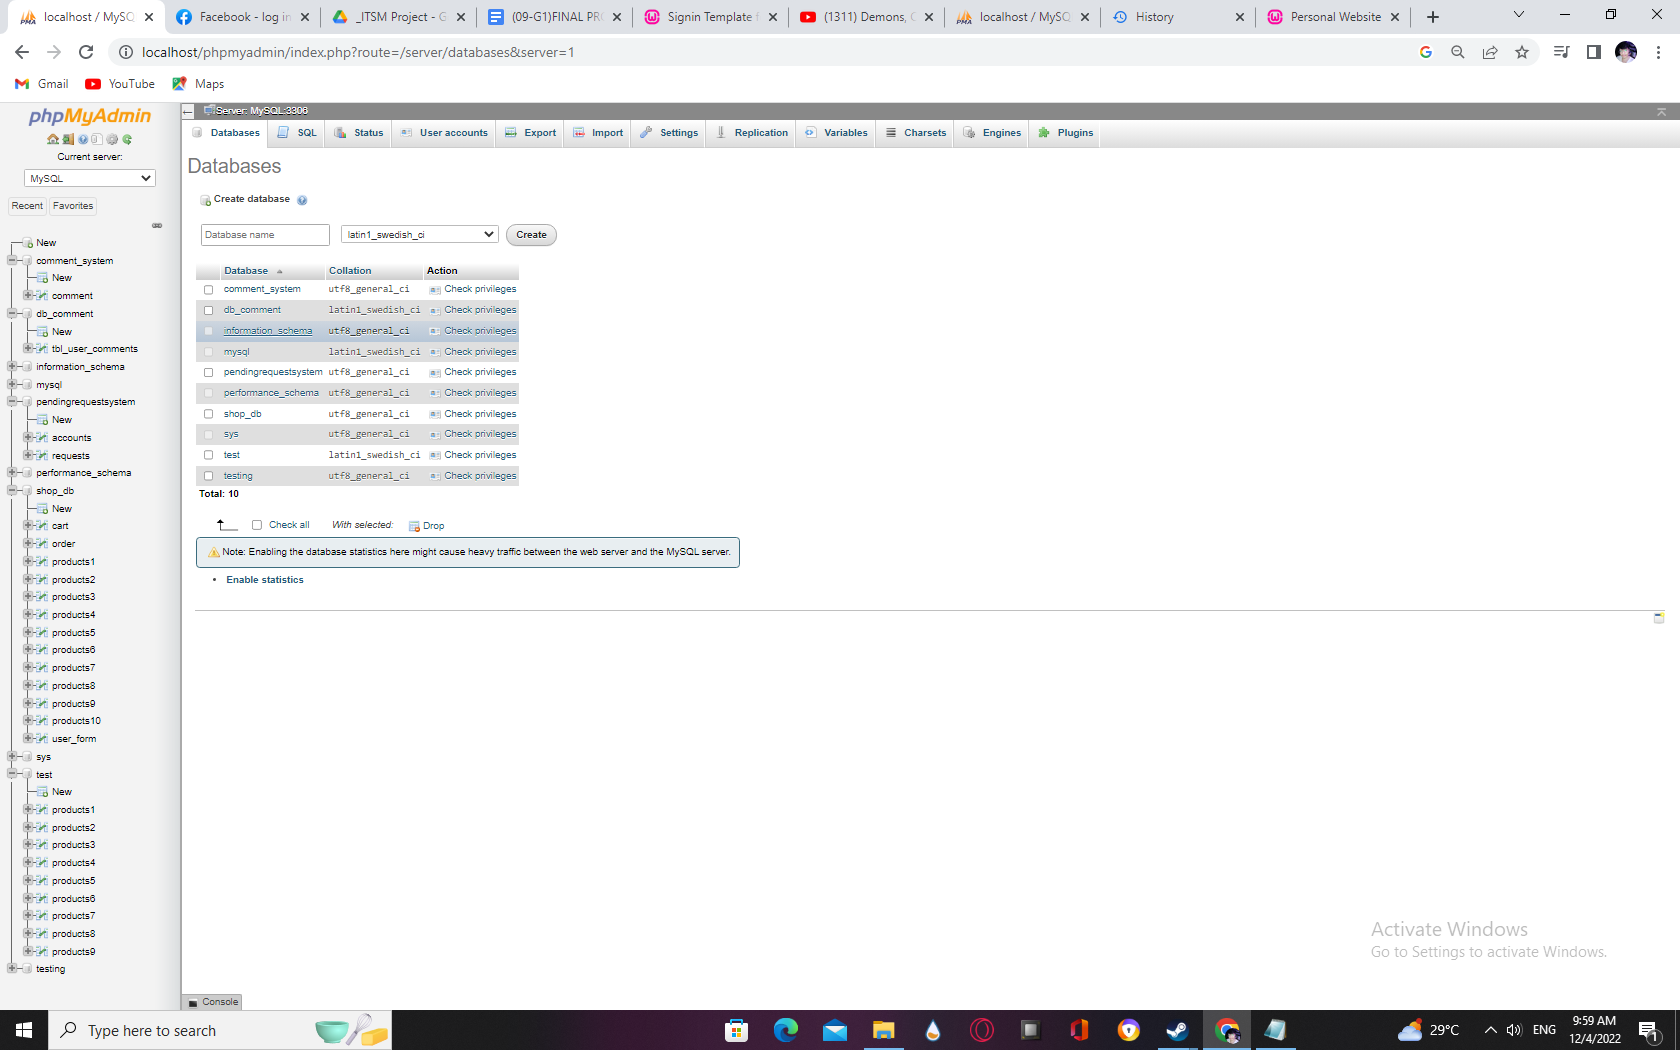 localhost / MySQ
Facebook - log in
_ITSM Project - G
(09-G1)FINAL PR
Signin Template f
(1311) Demons, C
localhost / MySQ
History
Personal Website
localhost/phpmyadmin/index.php?route=/server/databases&server=1
Gmail
YouTube
Maps
phpMyAdmin
Current server:
MySQL
Recent
Favorites
New
comment_system
New
comment
db_comment
New
tbl_user_comments
information_schema
mysql
pendingrequestsystem
New
accounts
requests
performance_schema
shop_db
New
cart
order
products1
products2
products3
products4
products5
products6
products7
products8
products9
products10
user_form
sys
test
New
products1
products2
products3
products4
products5
products6
products7
products8
products9
testing
Server: MySQL:3306
Databases
SQL
Status
User accounts
Export
Import
Settings
Replication
Variables
Charsets
Engines
Plugins
Databases
Create database
Database name
latin1_swedish_ci
Create
Database Collation Action
comment_system utf8_general_ci Check privileges
db_comment latin1_swedish_ci Check privileges
information_schema utf8_general_ci Check privileges
mysql latin1_swedish_ci Check privileges
pendingrequestsystem utf8_general_ci Check privileges
performance_schema utf8_general_ci Check privileges
shop_db utf8_general_ci Check privileges
sys utf8_general_ci Check privileges
test latin1_swedish_ci Check privileges
testing utf8_general_ci Check privileges
Total: 10
Check all With selected: Drop
Note: Enabling the database statistics here might cause heavy traffic between the web server and the MySQL server.
Enable statistics
Activate Windows
Go to Settings to activate Windows.
Console
Type here to search
29°C
ENG
9:59 AM
12/4/2022
1